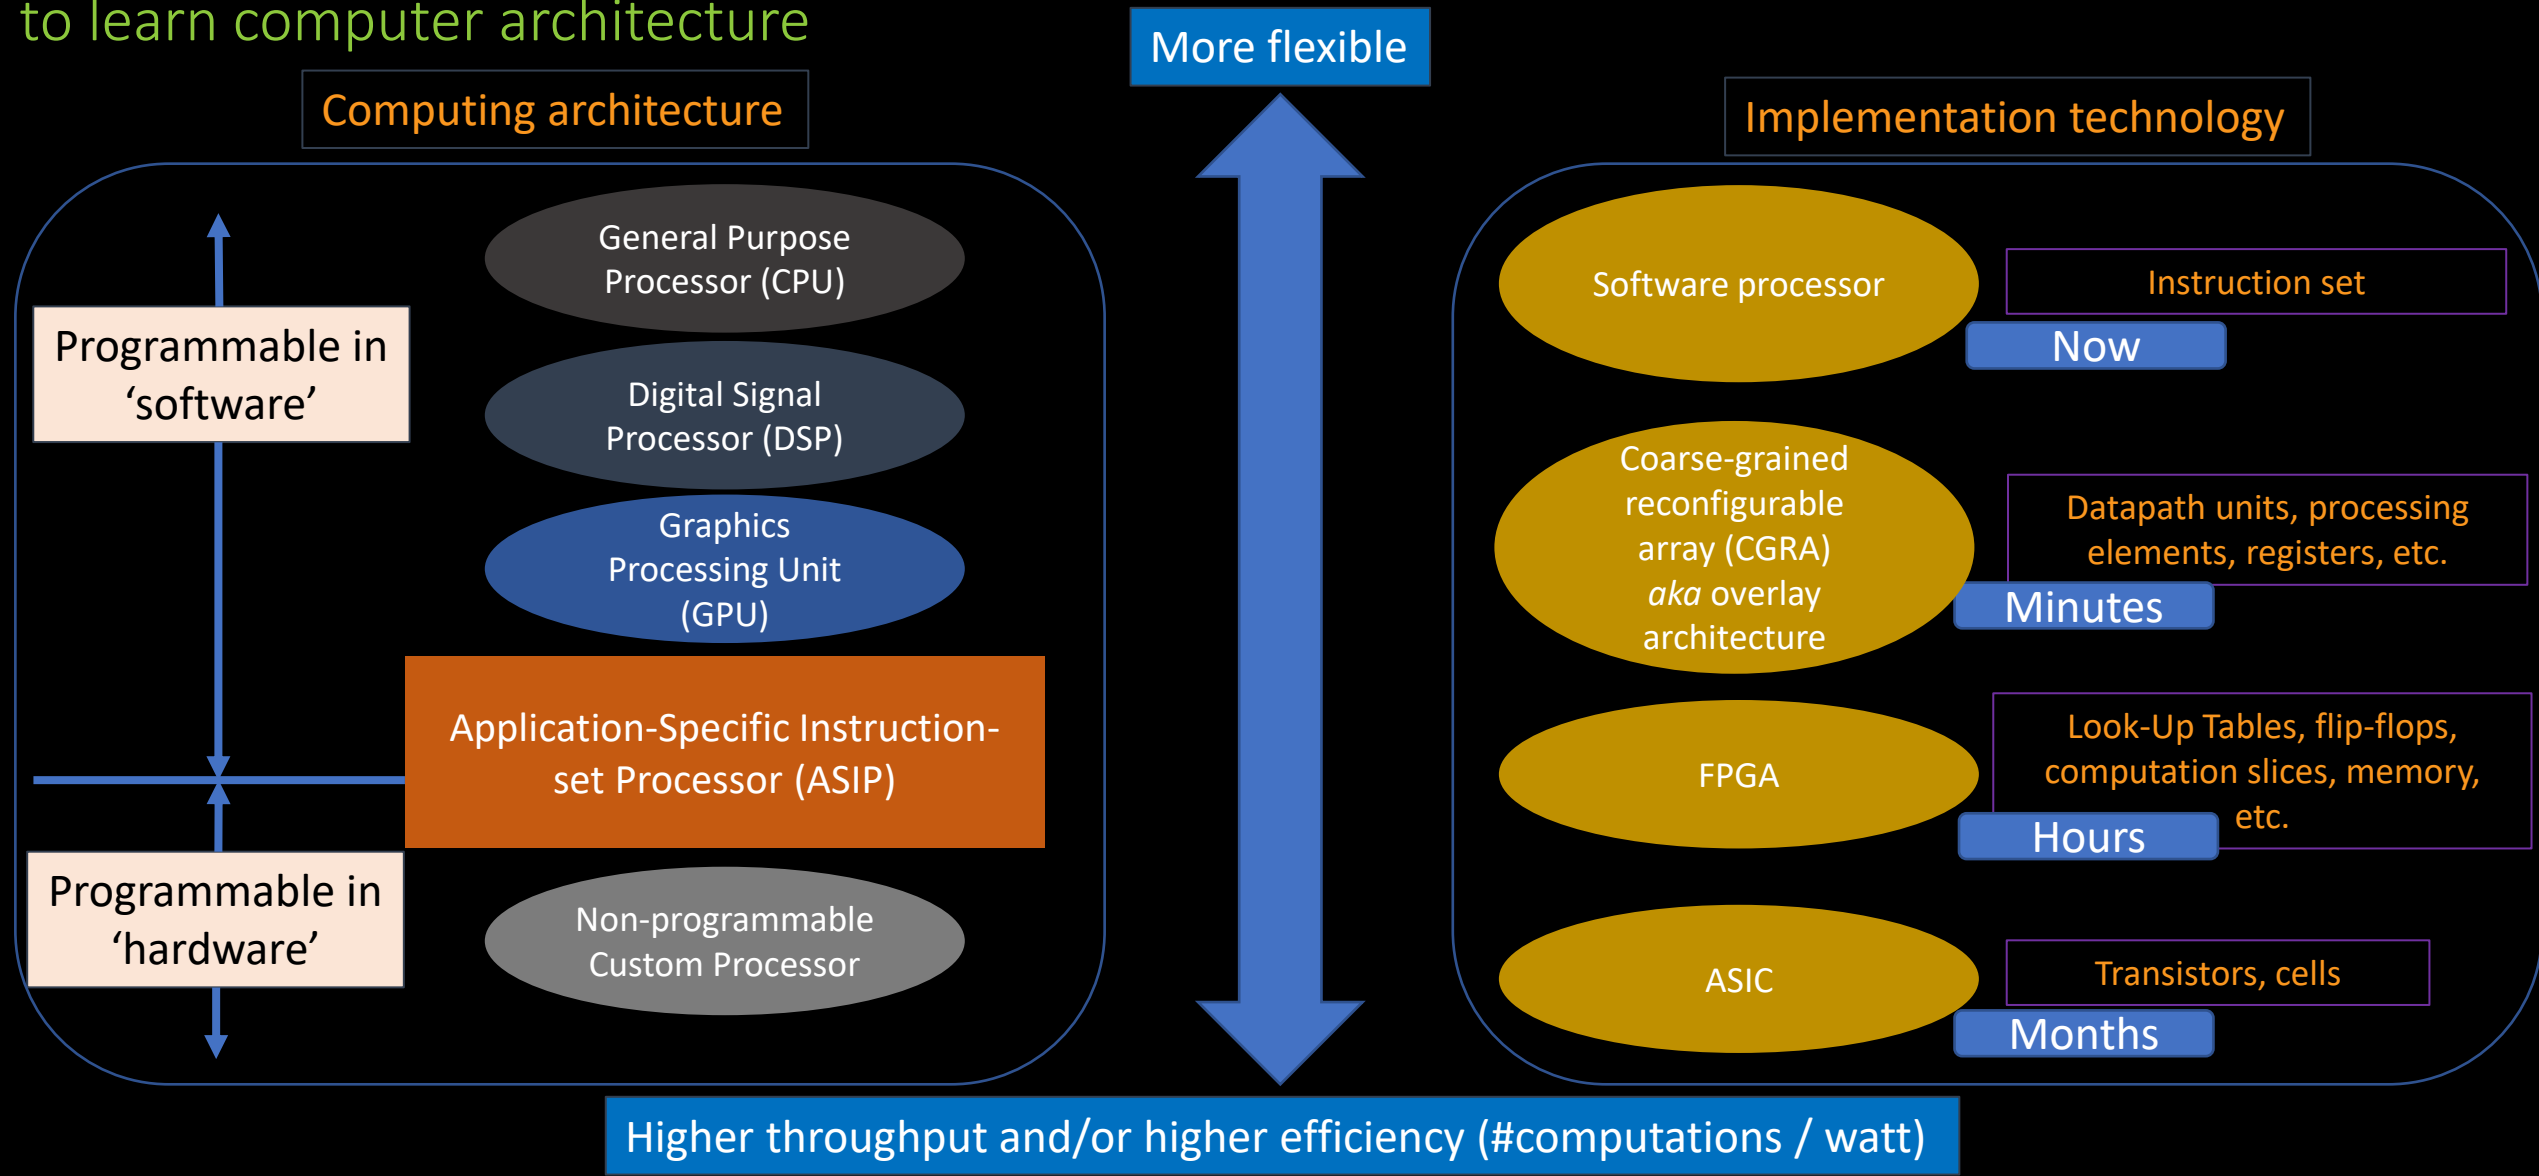 to learn computer architecture
More flexible
Computing architecture
Implementation technology
General Purpose
Processor (CPU)
Programmable in
‘software’
Digital Signal
Processor (DSP)
Graphics
Processing Unit
(GPU)
Application-Specific Instruction-
set Processor (ASIP)
Programmable in
‘hardware’
Non-programmable
Custom Processor
Software processor
Instruction set
Now
Coarse-grained
reconfigurable
array (CGRA)
aka overlay
architecture
Datapath units, processing
elements, registers, etc.
Minutes
FPGA
Look-Up Tables, flip-flops,
computation slices, memory,
etc.
Hours
ASIC
Transistors, cells
Months
Higher throughput and/or higher efficiency (#computations / watt)